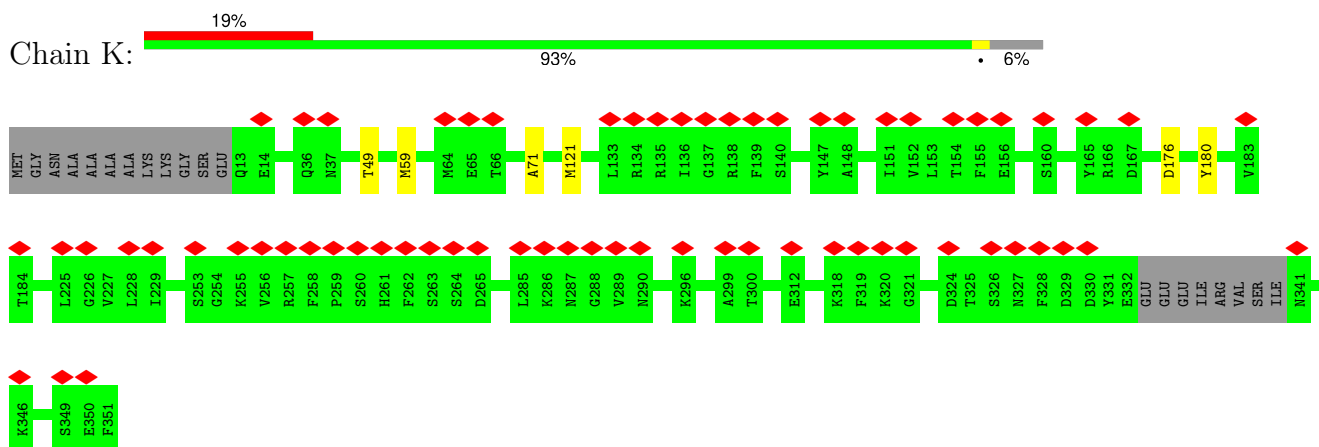 19%
Chain K:
93%
• 6%
MET GLY ASN ALA ALA ALA ALA ALA LYS LYS GLY SER GLU Q13 E14 Q36 N37 T49 M59 M64 E65 T66 A71 M121 L133 R134 R135 I136 G137 R138 F139 S140 Y147 A148 I151 V152 L153 T154 F155 E156 S160 Y165 R166 D167 D176 Y180 V183
T184 L225 G226 V227 L228 I229 S253 G254 K255 V256 R257 F258 P259 S260 H261 F262 S263 S264 D265 L285 K286 N287 G288 V289 N290 K296 A299 I300 E312 K318 F319 K320 G321 D324 T325 S326 N327 F328 D329 D330 Y331 E332 GLU GLU GLU ILE ARG VAL SER ILE N341
K346 S349 E350 F351